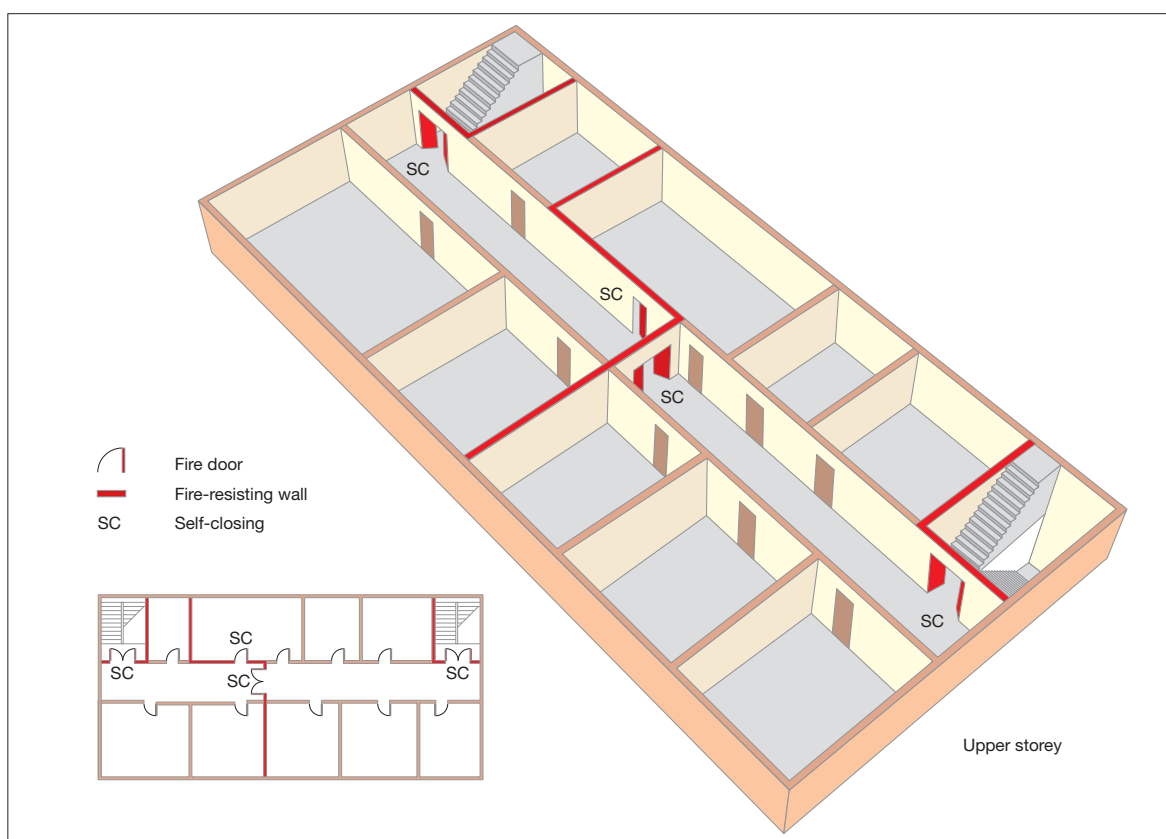 SC
SC
SC
SC
Fire door
Fire-resisting wall
SC Self-closing
SC
SC
SC
SC
Upper storey